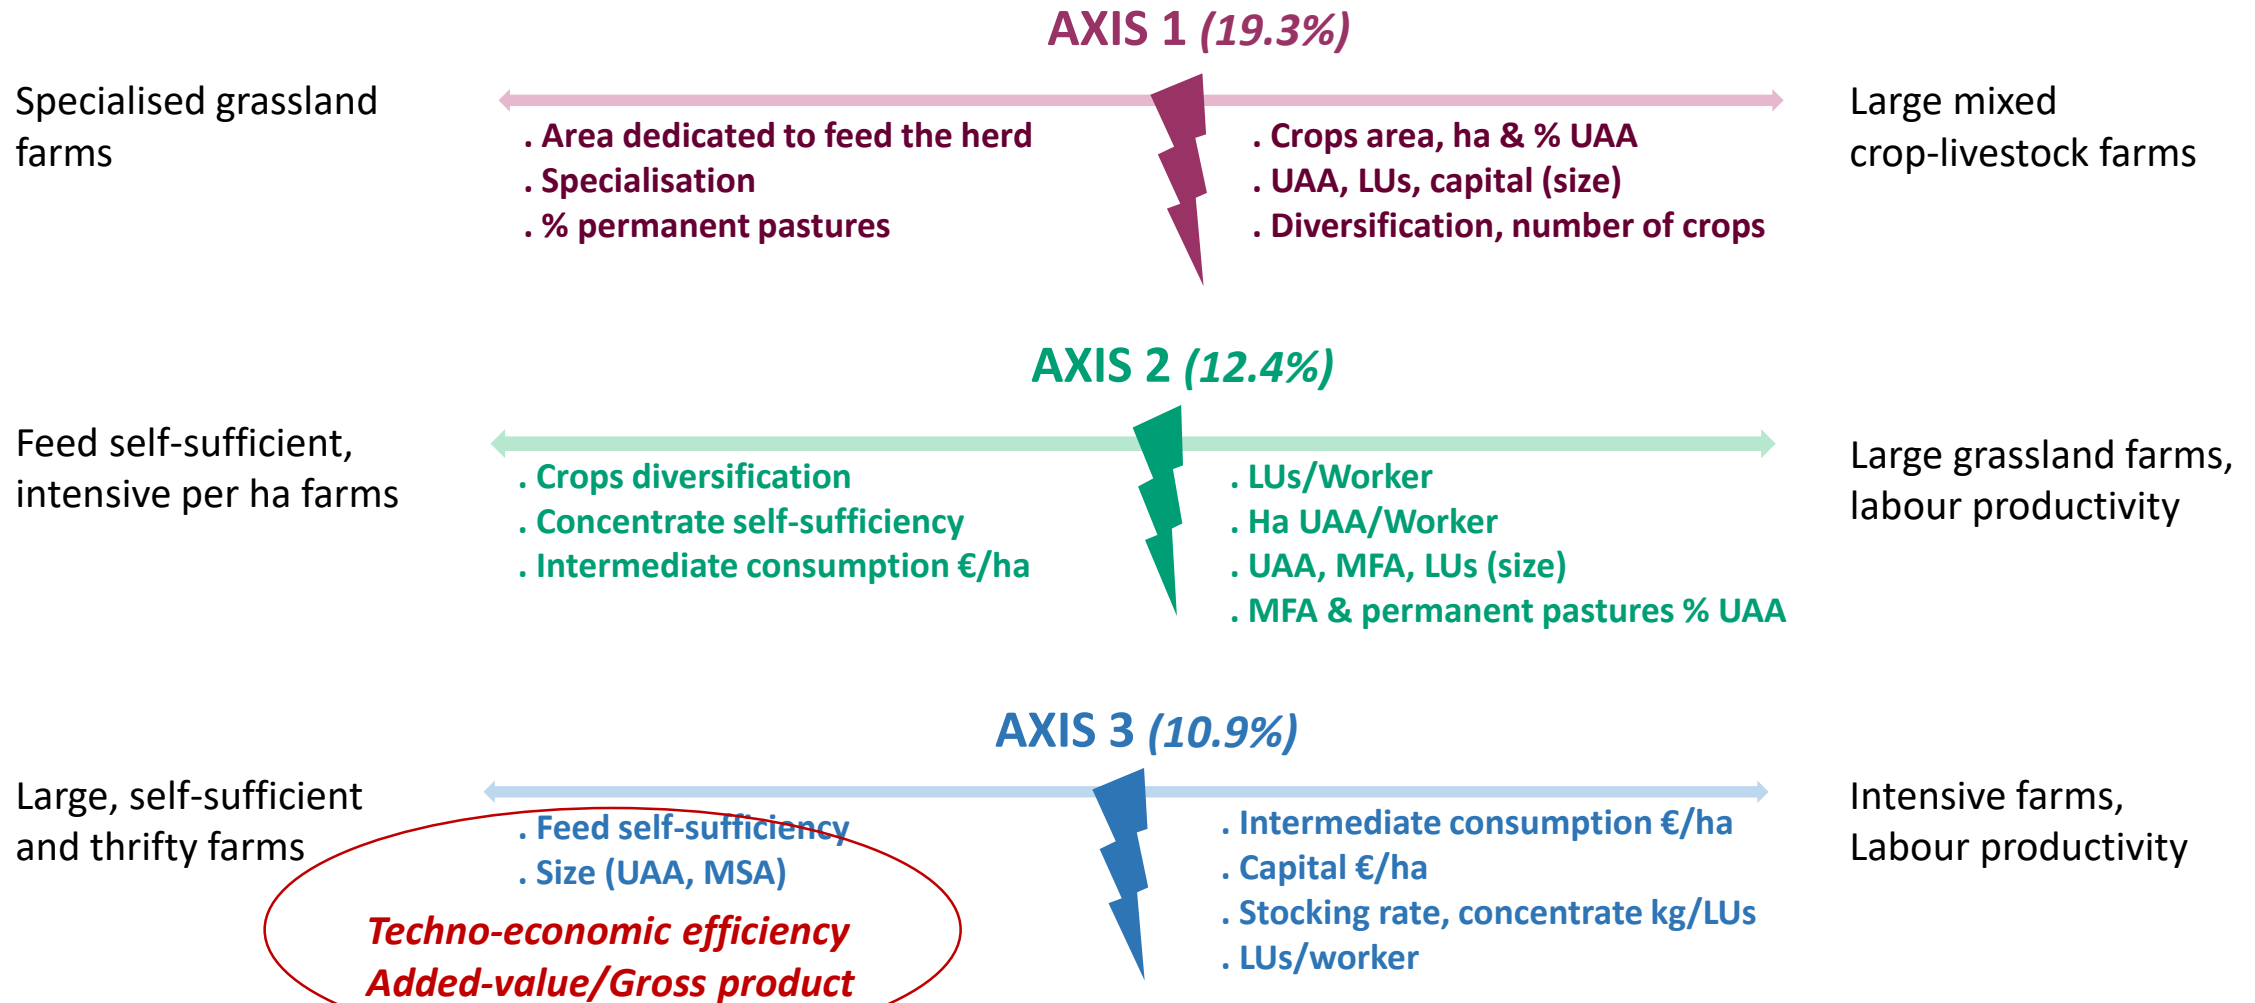 AXIS 1 (19.3%)
Specialised grassland
farms
. Area dedicated to feed the herd
. Specialisation
. % permanent pastures
. Crops area, ha & % UAA
. UAA, LUs, capital (size)
. Diversification, number of crops
Large mixed
crop-livestock farms
AXIS 2 (12.4%)
Feed self-sufficient,
intensive per ha farms
. Crops diversification
. Concentrate self-sufficiency
. Intermediate consumption €/ha
. LUs/Worker
. Ha UAA/Worker
. UAA, MFA, LUs (size)
. MFA & permanent pastures % UAA
Large grassland farms,
labour productivity
AXIS 3 (10.9%)
Large, self-sufficient
and thrifty farms
. Feed self-sufficiency
. Size (UAA, MSA)
Techno-economic efficiency
Added-value/Gross product
. Intermediate consumption €/ha
. Capital €/ha
. Stocking rate, concentrate kg/LUs
. LUs/worker
Intensive farms,
Labour productivity